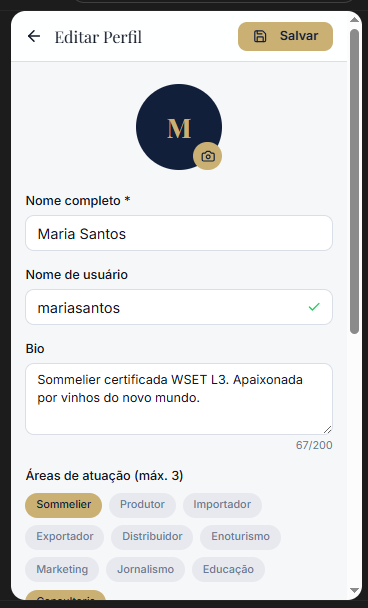 Editar Perfil
Salvar
M
Nome completo *
Maria Santos
Nome de usuário
mariasantos
Bio
Sommelier certificada WSET L3. Apaixonada
por vinhos do novo mundo.
67/200
Áreas de atuação (máx. 3)
Sommelier Produtor Importador
Exportador Distribuidor Enoturismo
Marketing Jornalismo Educação
Consultoria